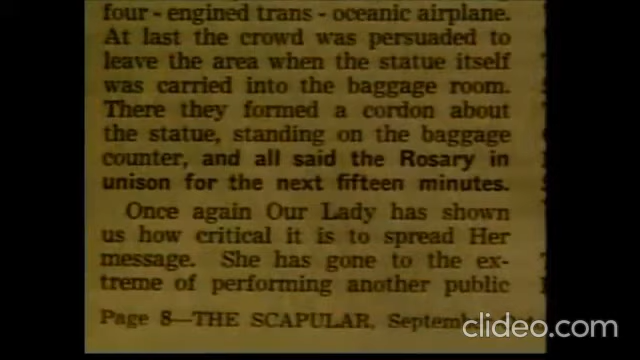 four - engined trans - oceanic airplane.
At last the crowd was persuaded to
leave the area when the statue itself
was carried into the baggage room.
There they formed a cordon about
the statue, standing on the baggage
counter, and all said the Rosary in
unison for the next fifteen minutes.
Once again Our Lady has shown
us how critical it is to spread Her
message. She has gone to the ex-
treme of performing another public
Page 8—THE SCAPULAR,
clideo.com